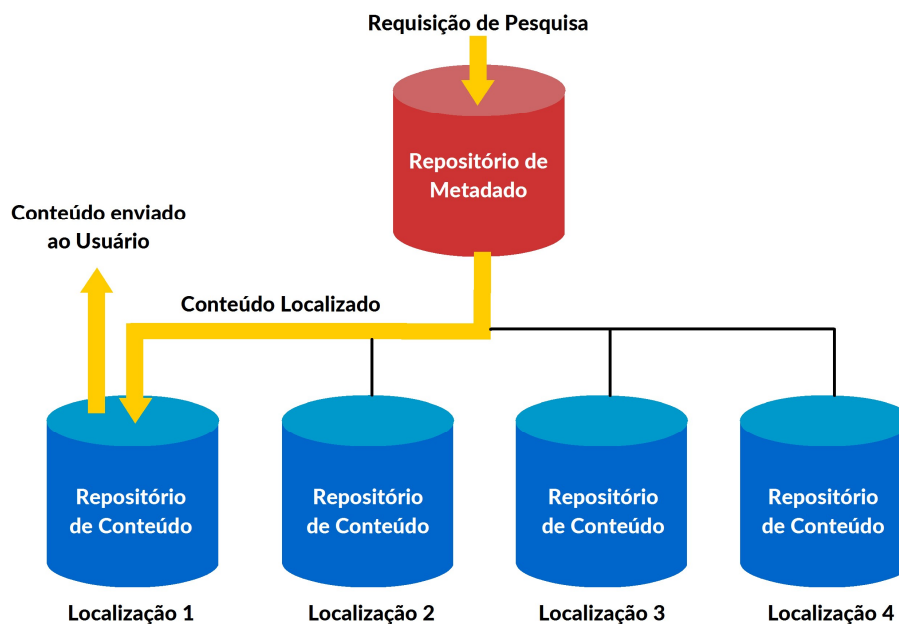 Requisição de Pesquisa
Repositório de
Metadado
Conteúdo enviado
ao Usuário
Conteúdo Localizado
Repositório
de Conteúdo
Repositório
de Conteúdo
Repositório
de Conteúdo
Repositório
de Conteúdo
Localização 1
Localização 2
Localização 3
Localização 4